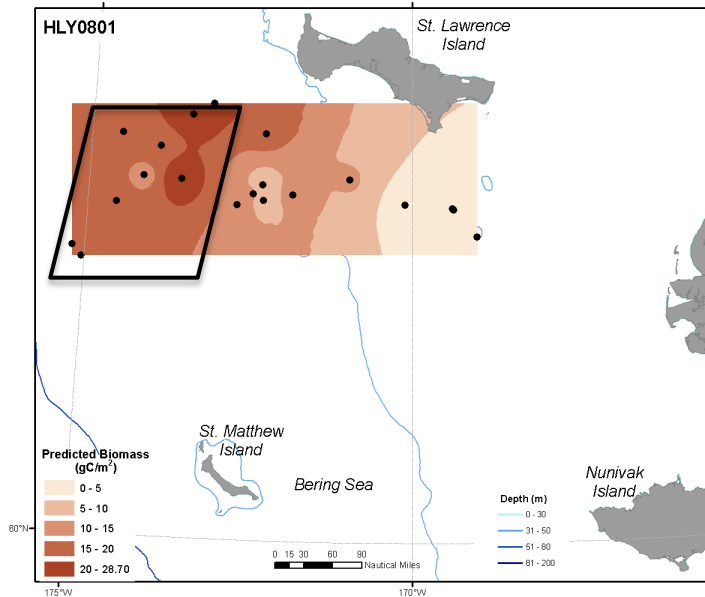 HLY0801
St. Lawrence
Island
St. Matthew
Island
Bering Sea
Nunivak
Island
Predicted Biomass
(gC/m²)
0 - 5
5 - 10
10 - 15
15 - 20
20 - 28.70
Depth (m)
0 - 30
31 - 50
51 - 80
81 - 200
0 15 30 60 90
Nautical Miles
60°N
175°W
170°W